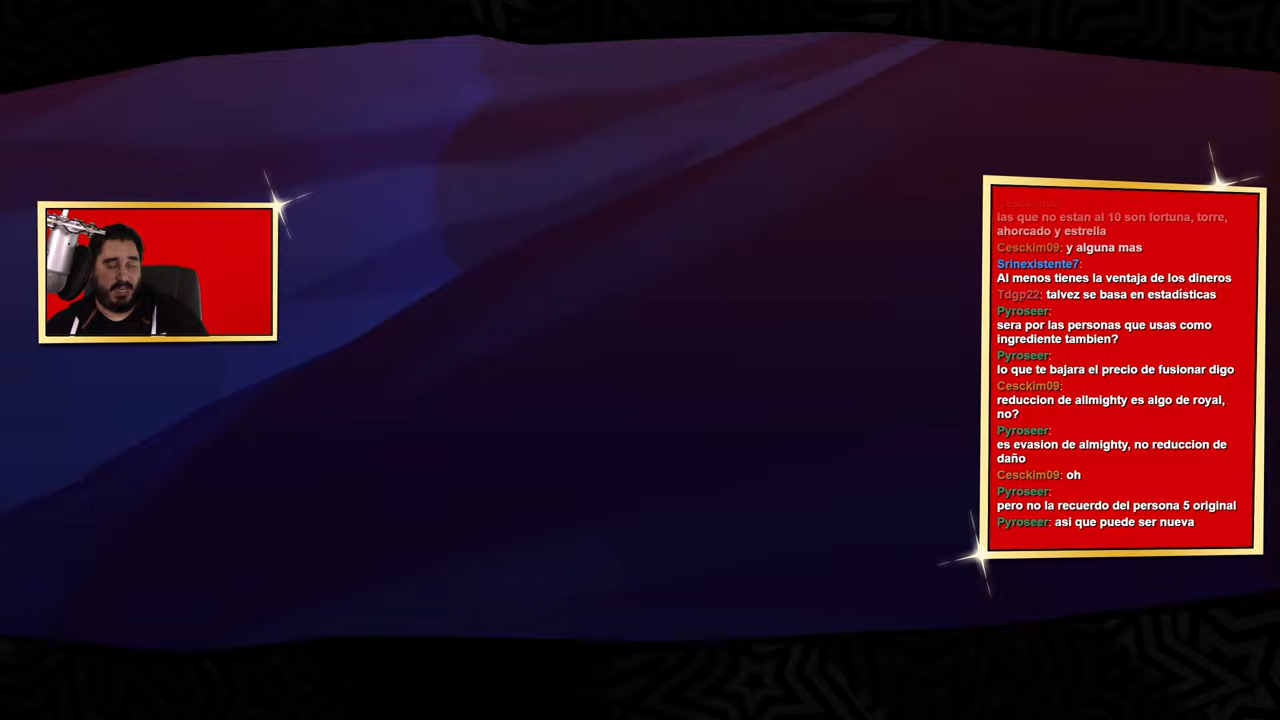 las que no estan al 10 son fortuna, torre,
ahorcado y estrella
Cesckim09: y alguna mas
Srinexistente7:
Al menos tienes la ventaja de los dineros
Tdgp22: talvez se basa en estadísticas
Pyroseer:
sera por las personas que usas como
ingrediente tambien?
Pyroseer:
lo que te bajara el precio de fusionar digo
Cesckim09:
reduccion de allmighty es algo de royal,
no?
Pyroseer:
es evasion de almighty, no reduccion de
daño
Cesckim09: oh
Pyroseer:
pero no la recuerdo del persona 5 original
Pyroseer: asi que puede ser nueva